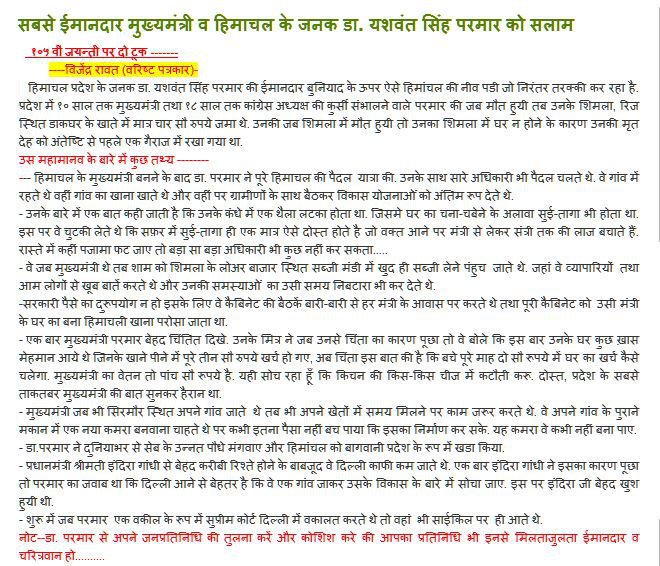 सबसे ईमानदार मुख्यमंत्री व हिमाचल के जनक डा. यशवंत सिंह परमार को सलाम
१०५ वीं जयन्ती पर दो टूक -------
----विजेंद्र रावत (वरिष्ट पत्रकार)-
हिमाचल प्रदेश के जनक डा. यशवंत सिंह परमार की ईमानदार बुनियाद के ऊपर ऐसे हिमांचल की नीव पडी जो निरंतर तरक्की कर रहा है.
प्रदेश में १० साल तक मुख्यमंत्री तथा १८ साल तक कांग्रेस अध्यक्ष की कुर्सी संभालने वाले परमार की जब मौत हुयी तब उनके शिमला, रिज
स्थित डाकघर के खाते में मात्र चार सौ रुपये जमा थे. उनकी जब शिमला में मौत हुयी तो उनका शिमला में घर न होने के कारण उनकी मृत
देह को अंतेष्टि से पहले एक गैराज में रखा गया था.
उस महामानव के बारे में कुछ तथ्य --------
--- हिमाचल के मुख्यमंत्री बनने के बाद डा. परमार ने पूरे हिमाचल की पैदल यात्रा की. उनके साथ सारे अधिकारी भी पैदल चलते थे. वे गांव में
रहते थे वहीं गांव का खाना खाते थे और वहीं पर ग्रामीणों के साथ बैठकर विकास योजनाओं को अंतिम रूप देते थे.
- उनके बारे में एक बात कही जाती है कि उनके कंधे में एक थैला लटका होता था. जिसमे घर का चना-चबेने के अलावा सुई-तागा भी होता था.
इस पर वे चुटकी लेते थे कि सफ़र में सुई-तागा ही एक मात्र ऐसे दोस्त होते है जो वक्त आने पर मंत्री से लेकर संत्री तक की लाज बचाते हैं.
रास्ते में कहीं पजामा फट जाए तो बड़ा सा बड़ा अधिकारी भी कुछ नहीं कर सकता.....
- वे जब मुख्यमंत्री थे तब शाम को शिमला के लोअर बाजार स्थित सब्जी मंडी में खुद ही सब्जी लेने पंहुच जाते थे. जहां वे व्यापारियों तथा
आम लोगों से खूब बातें करते थे और उनकी समस्याओं का उसी समय निबटारा भी कर देते थे.
-सरकारी पैसे का दुरुपयोग न हो इसके लिए वे कैबिनेट की बैठकें बारी-बारी से हर मंत्री के आवास पर करते थे तथा पूरी कैबिनेट को उसी मंत्री
के घर का बना हिमाचली खाना परोसा जाता था.
- एक बार मुख्यमंत्री परमार बेहद चिंतित दिखे. उनके मित्र ने जब उनसे चिंता का कारण पूछा तो वे बोले कि इस बार उनके घर कुछ ख़ास
मेहमान आये थे जिनके खाने पीने में पूरे तीन सौ रुपये खर्च हो गए, अब चिंता इस बात की है कि बचे पूरे माह दो सौ रुपये में घर का खर्च कैसे
चलेगा. मुख्यमंत्री का वेतन तो पांच सौ रुपये है. यही सोच रहा हूँ कि किचन की किस-किस चीज में कटौती करू. दोस्त, प्रदेश के सबसे
ताकतबर मुख्यमंत्री की बात सुनकर हैरान था.
- मुख्यमंत्री जब भी सिरमौर स्थित अपने गांव जाते थे तब भी अपने खेतों में समय मिलने पर काम जरुर करते थे. वे अपने गांव के पुराने
मकान में एक नया कमरा बनवाना चाहते थे पर कभी इतना पैसा नहीं बच पाया कि इसका निर्माण कर सके. यह कमरा वे कभी नहीं बना पाए.
- डा.परमार ने दुनियाभर से सेब के उन्नत पौधे मंगवाए और हिमांचल को बागवानी प्रदेश के रूप में खडा किया.
- प्रधानमंत्री श्रीमती इंदिरा गांधी से बेहद करीबी रिश्ते होने के बाबजूद वे दिल्ली काफी कम जाते थे. एक बार इंदिरा गांधी ने इसका कारण पूछा
तो परमार का जवाब था कि दिल्ली आने से बेहतर है कि वे एक गांव जाकर उसके विकास के बारे में सोचा जाए. इस पर इंदिरा जी बेहद खुश
हुयी थी.
- शुरू में जब परमार एक वकील के रूप में सुप्रीम कोर्ट दिल्ली में वकालत करते थे तो वहां भी साईकिल पर ही आते थे.
नोट--डा. परमार से अपने जनप्रतिनिधि की तुलना करें और कोशिश करे की आपका प्रतिनिधि भी इनसे मिलताजुलता ईमानदार व
चरित्रवान हो..........